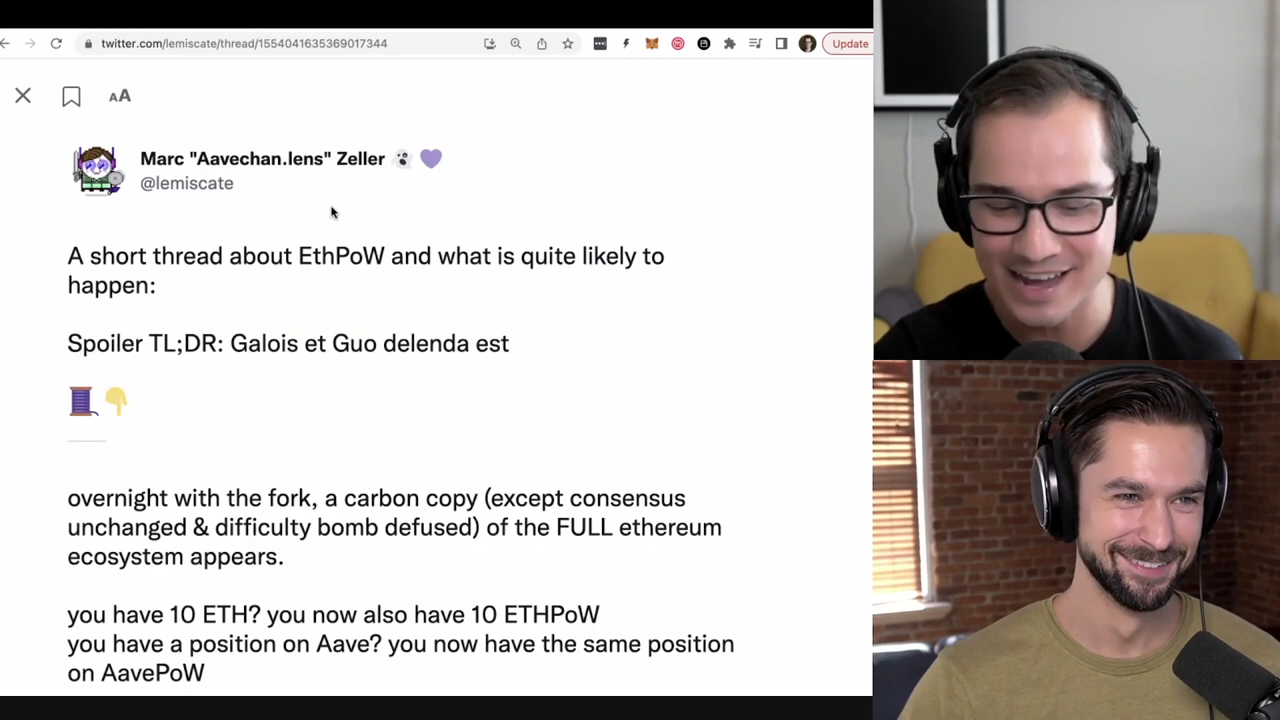 twitter.com/lemiscate/thread/1554041635369017344
Update
AA
Marc "Aavechan.lens" Zeller
@lemiscate
A short thread about EthPoW and what is quite likely to
happen:
Spoiler TL;DR: Galois et Guo delenda est
overnight with the fork, a carbon copy (except consensus
unchanged & difficulty bomb defused) of the FULL ethereum
ecosystem appears.
you have 10 ETH? you now also have 10 ETHPoW
you have a position on Aave? you now have the same position
on AavePoW